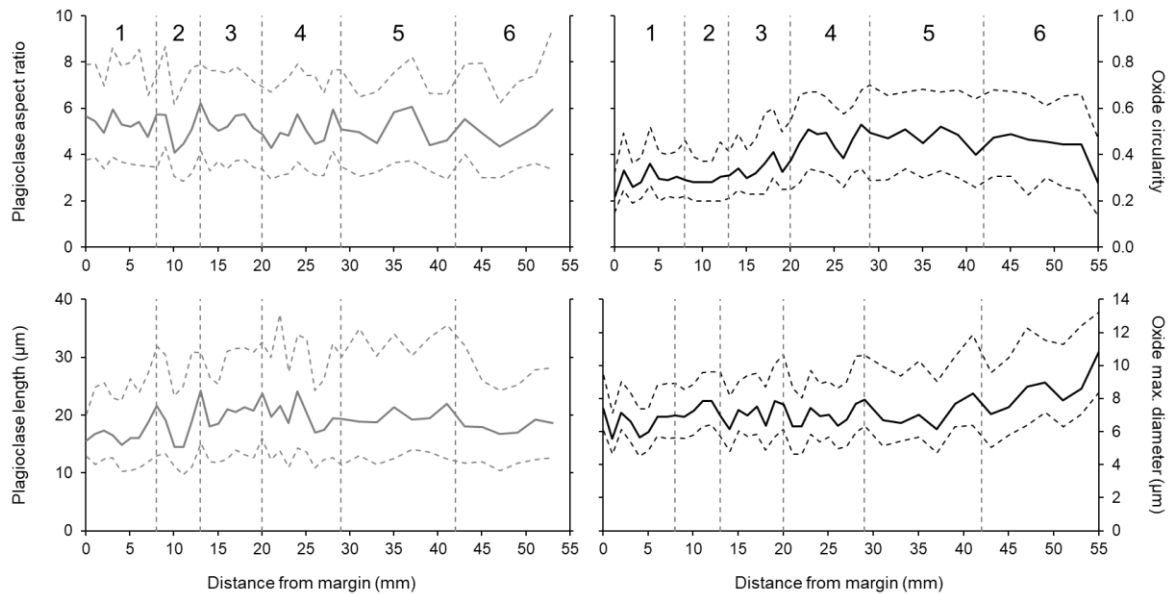 Plagioclase aspect ratio
10
8
6
4
2
0
1 2 3 4 5 6
0 5 10 15 20 25 30 35 40 45 50 55
1 2 3 4 5 6
1.0
0.8
0.6
0.4
0.2
0.0
Oxide circularity
0 5 10 15 20 25 30 35 40 45 50 55
Plagioclase length (µm)
40
30
20
10
0
0 5 10 15 20 25 30 35 40 45 50 55
Distance from margin (mm)
14
12
10
8
6
4
2
0
Oxide max. diameter (µm)
0 5 10 15 20 25 30 35 40 45 50 55
Distance from margin (mm)